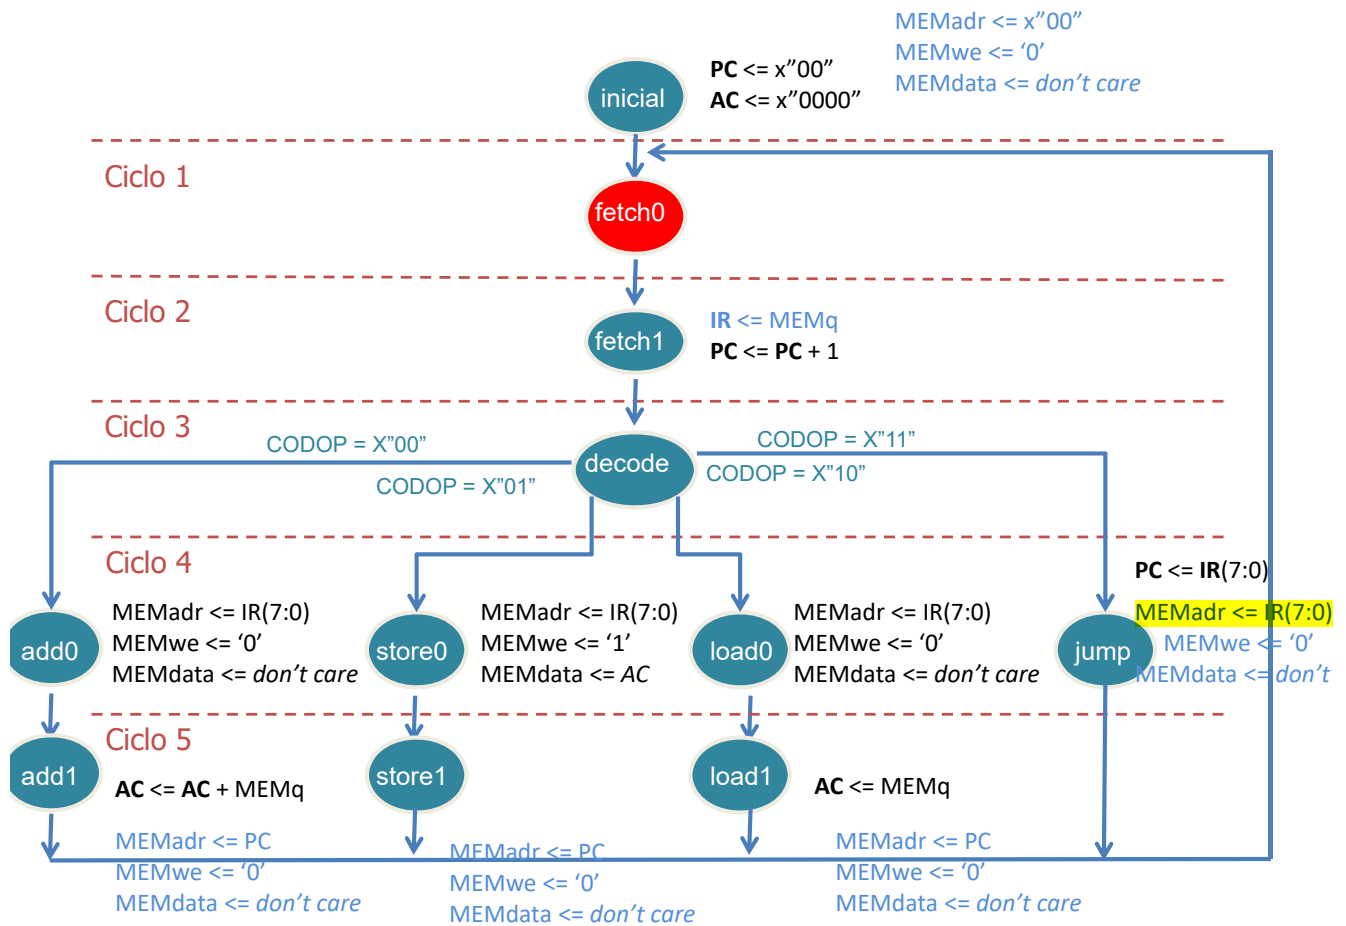 MEMadr <= x”00”
MEMwe <= ‘0’
MEMdata <= don’t care
PC <= x”00”
AC <= x”0000”
inicial
Ciclo 1
fetch0
Ciclo 2
fetch1
IR <= MEMq
PC <= PC + 1
Ciclo 3
CODOP = X”00”
CODOP = X”01”
decode
CODOP = X”11”
CODOP = X”10”
Ciclo 4
add0
MEMadr <= IR(7:0)
MEMwe <= ‘0’
MEMdata <= don’t care
store0
MEMadr <= IR(7:0)
MEMwe <= ‘1’
MEMdata <= AC
load0
MEMadr <= IR(7:0)
MEMwe <= ‘0’
MEMdata <= don’t care
jump
PC <= IR(7:0)
MEMadr <= IR(7:0)
MEMwe <= ‘0’
MEMdata <= don’t
Ciclo 5
add1
AC <= AC + MEMq
store1
load1
AC <= MEMq
MEMadr <= PC
MEMwe <= ‘0’
MEMdata <= don’t care
MEMadr <= PC
MEMwe <= ‘0’
MEMdata <= don’t care
MEMadr <= PC
MEMwe <= ‘0’
MEMdata <= don’t care